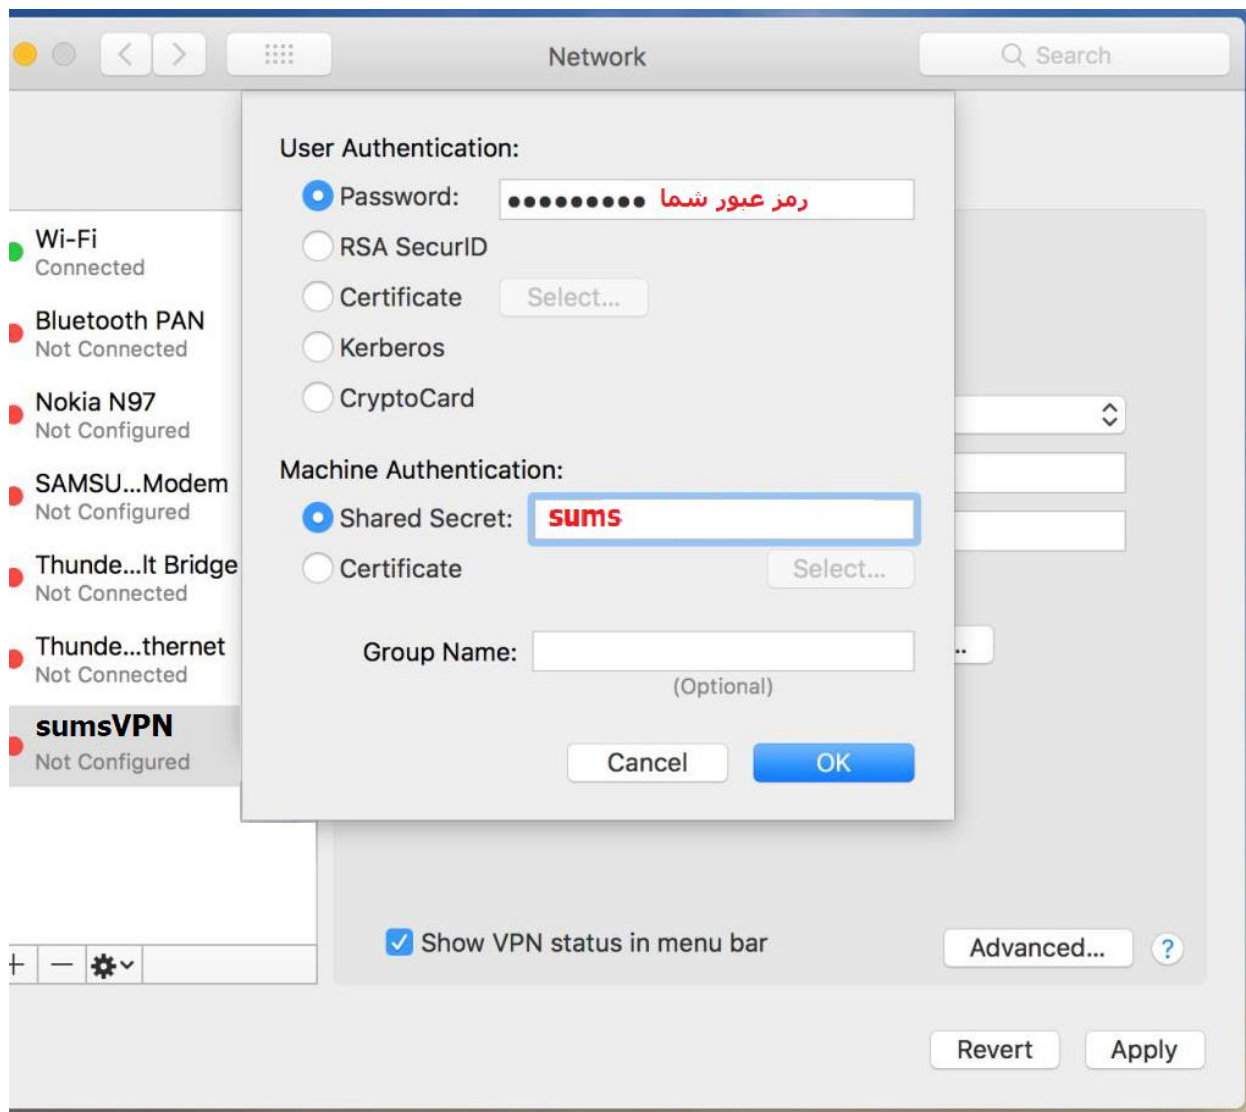 Network
Search
User Authentication:
Password: ●●●●●●●●● رمز عبور شما
RSA SecurID
Certificate Select...
Kerberos
CryptoCard
Machine Authentication:
Shared Secret: sums
Certificate Select...
Group Name:
(Optional)
Cancel OK
Wi-Fi
Connected
Bluetooth PAN
Not Connected
Nokia N97
Not Configured
SAMSU...Modem
Not Configured
Thunde...lt Bridge
Not Connected
Thunde...thernet
Not Connected
sumsVPN
Not Configured
..
Show VPN status in menu bar
Advanced... ?
Revert Apply